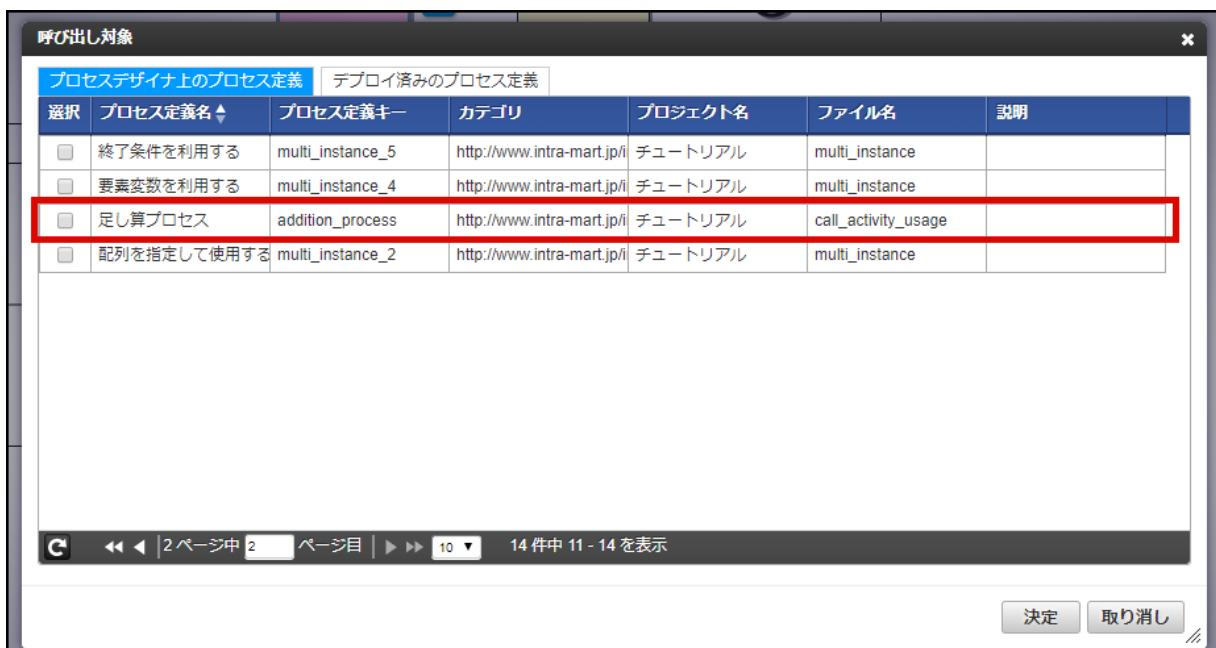 呼び出し対象
プロセスデザイナ上のプロセス定義 デプロイ済みのプロセス定義
選択 プロセス定義名 プロセス定義キー カテゴリ プロジェクト名 ファイル名 説明
終了条件を利用する multi_instance_5 http://www.intra-mart.jp/i チュートリアル multi_instance
要素変数を利用する multi_instance_4 http://www.intra-mart.jp/i チュートリアル multi_instance
足し算プロセス addition_process http://www.intra-mart.jp/i チュートリアル call_activity_usage
配列を指定して使用する multi_instance_2 http://www.intra-mart.jp/i チュートリアル multi_instance
2 ページ中 2 ページ目 10 14 件中 11 - 14 を表示
決定 取り消し